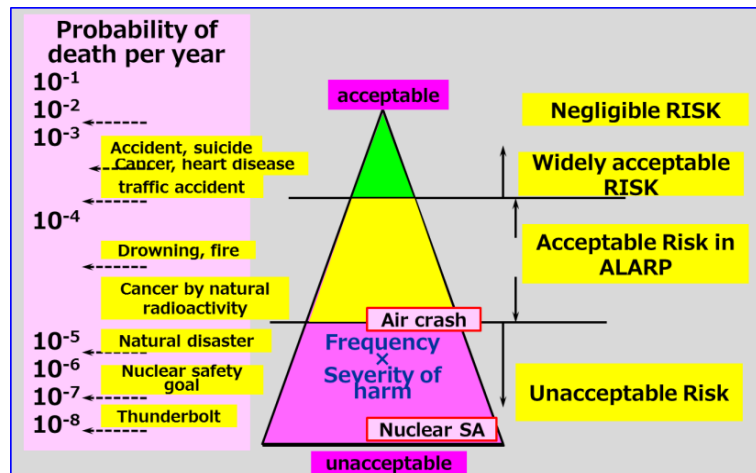 Probability of
death per year
10-1
10-2
10-3
Accident, suicide
Cancer, heart disease
traffic accident
10-4
Drowning, fire
Cancer by natural
radioactivity
10-5
Natural disaster
10-6
Nuclear safety
goal
10-7
10-8
Thunderbolt
acceptable
Air crash
Frequency
×
Severity of
harm
Nuclear SA
unacceptable
Negligible RISK
Widely acceptable
RISK
Acceptable Risk in
ALARP
Unacceptable Risk